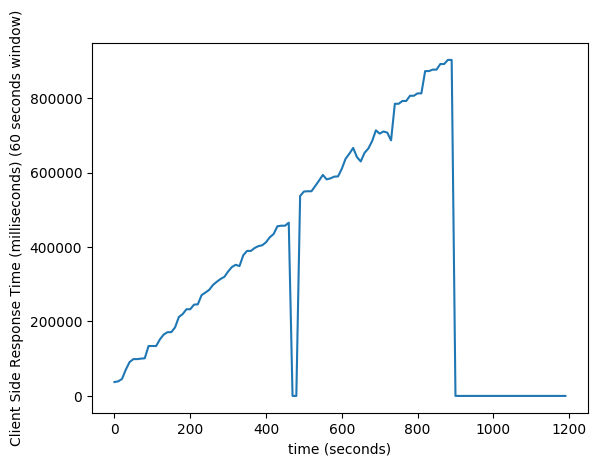 Client Side Response Time (milliseconds) (60 seconds window)
800000
600000
400000
200000
0
0 200 400 600 800 1000 1200
time (seconds)